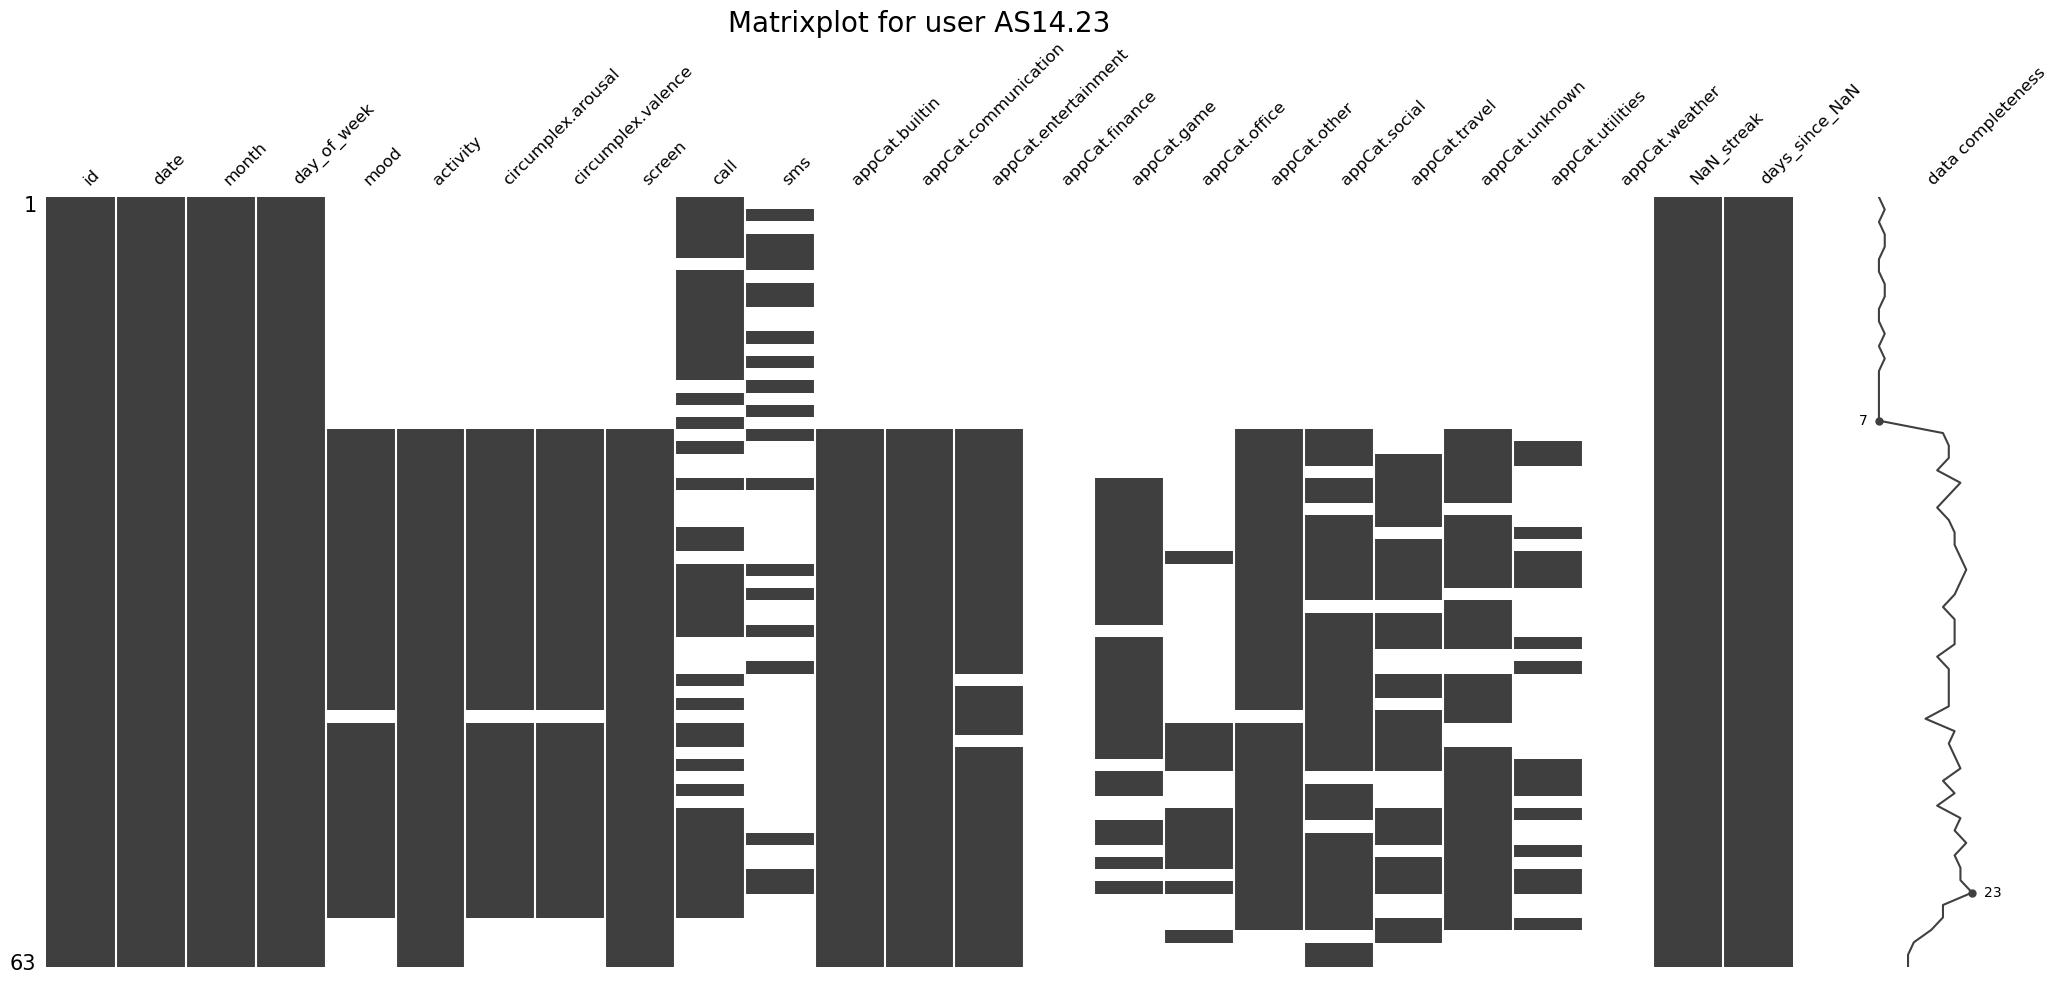 Matrixplot for user AS14.23
id
date
month
day_of_week
mood
activity
circumplex.arousal
circumplex.valence
screen
call
sms
appCat.builtin
appCat.communication
appCat.entertainment
appCat.finance
appCat.game
appCat.office
appCat.other
appCat.social
appCat.travel
appCat.unknown
appCat.utilities
appCat.weather
NaN_streak
days_since_NaN
data completeness
1
7
23
63